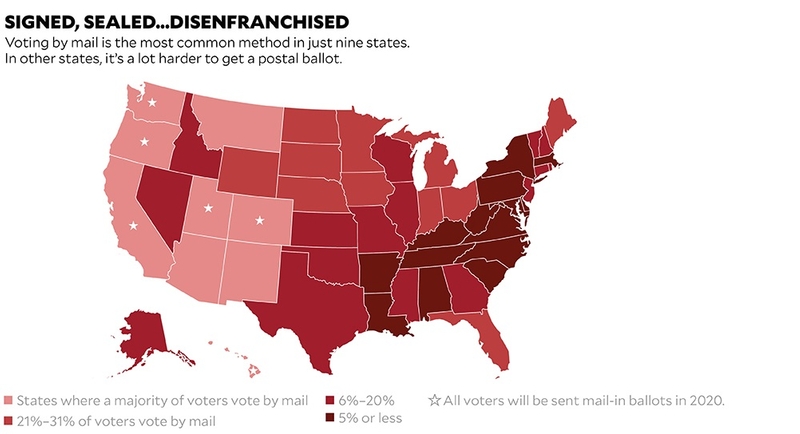 SIGNED, SEALED...DISENFRANCHISED
Voting by mail is the most common method in just nine states.
In other states, it's a lot harder to get a postal ballot.
States where a majority of voters vote by mail
21%–31% of voters vote by mail
6%–20%
5% or less
☆All voters will be sent mail-in ballots in 2020.